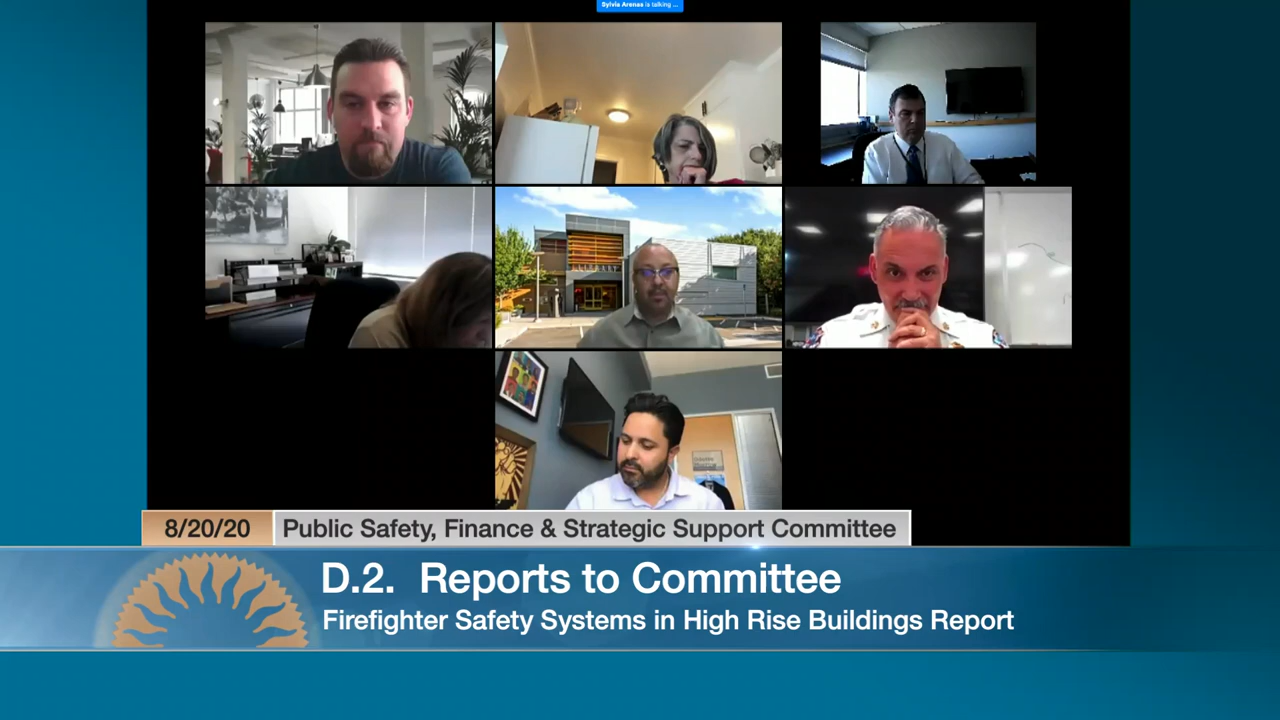 Sylvia Arenas is talking ...
8/20/20
Public Safety, Finance & Strategic Support Committee
D.2. Reports to Committee
Firefighter Safety Systems in High Rise Buildings Report